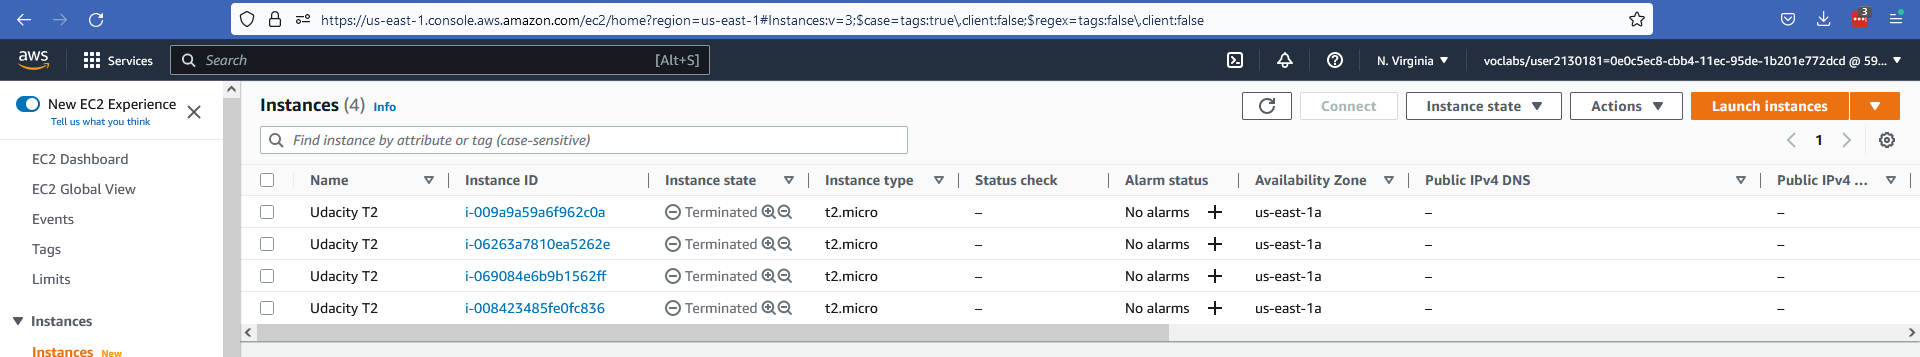 https://us-east-1.console.aws.amazon.com/ec2/home?region=us-east-1#Instances:v=3;$case=tags:true\,client:false;$regex=tags:false\,client:false
3
aws Services Search [Alt+S] N. Virginia voclabs/user2130181=0e0c5ec8-cbb4-11ec-95de-1b201e772dcd @ 59...
New EC2 Experience
Tell us what you think
EC2 Dashboard
EC2 Global View
Events
Tags
Limits
Instances
Instances New
Instances (4) Info
Connect Instance state Actions Launch instances
Find instance by attribute or tag (case-sensitive)
1
Name Instance ID Instance state Instance type Status check Alarm status Availability Zone Public IPv4 DNS Public IPv4 ...
Udacity T2 i-009a9a59a6f962c0a Terminated t2.micro – No alarms + us-east-1a – –
Udacity T2 i-06263a7810ea5262e Terminated t2.micro – No alarms + us-east-1a – –
Udacity T2 i-069084e6b9b1562ff Terminated t2.micro – No alarms + us-east-1a – –
Udacity T2 i-008423485fe0fc836 Terminated t2.micro – No alarms + us-east-1a – –